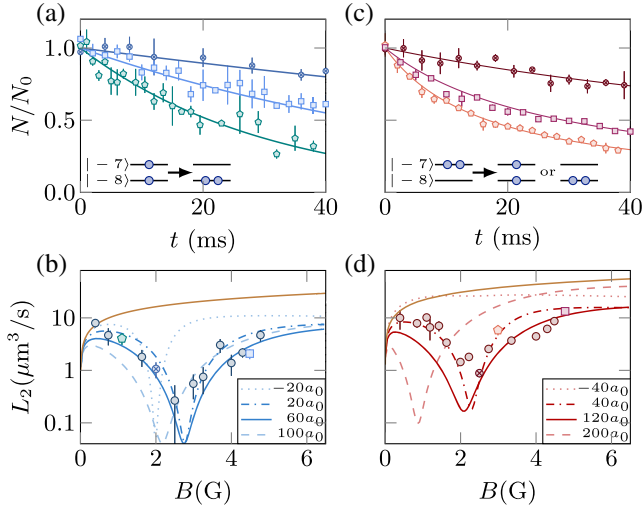 (a)
N/N₀
1.0
0.5
0.0
| − 7⟩
| − 8⟩
20
40
t (ms)
(c)
| − 7⟩
| − 8⟩
or
0
20
40
t (ms)
(b)
L₂(μm³/s)
10
1
0.1
−20a₀
20a₀
60a₀
100a₀
0
2
4
6
B(G)
(d)
−40a₀
40a₀
120a₀
200a₀
0
2
4
6
B(G)